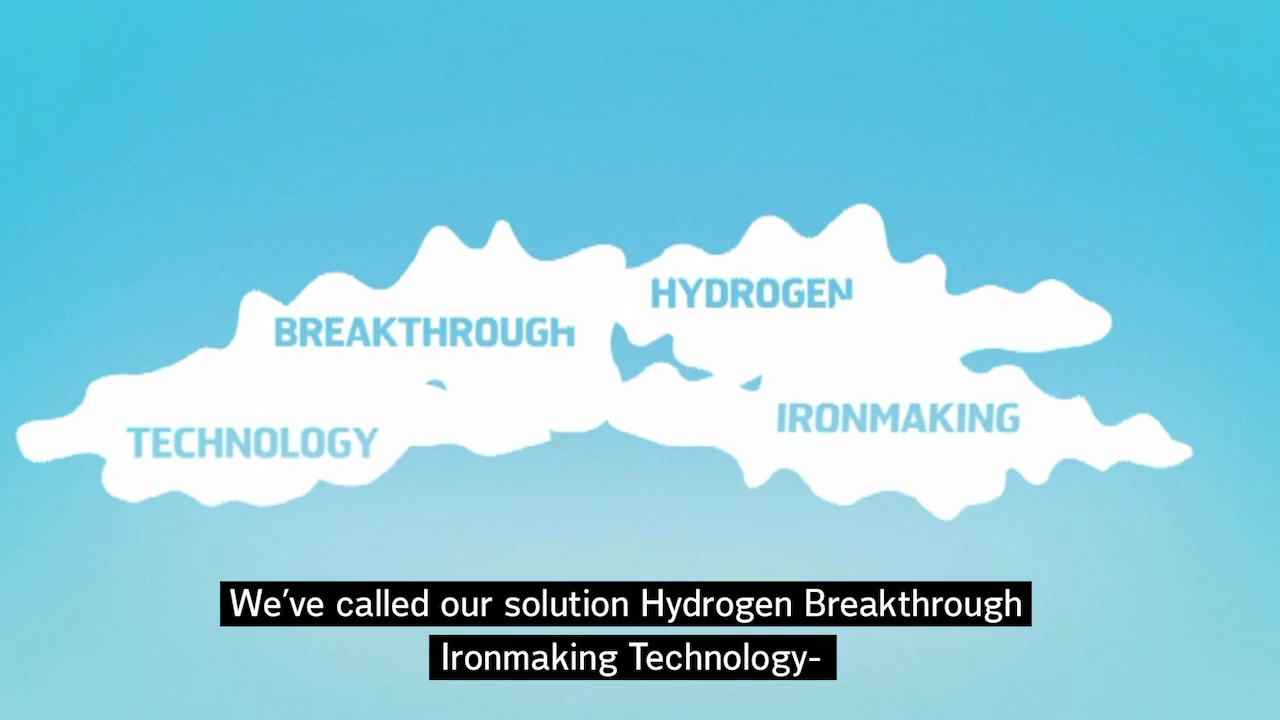 HYDROGEN
BREAKTHROUGH
IRONMAKING
TECHNOLOGY
We've called our solution Hydrogen Breakthrough
Ironmaking Technology-